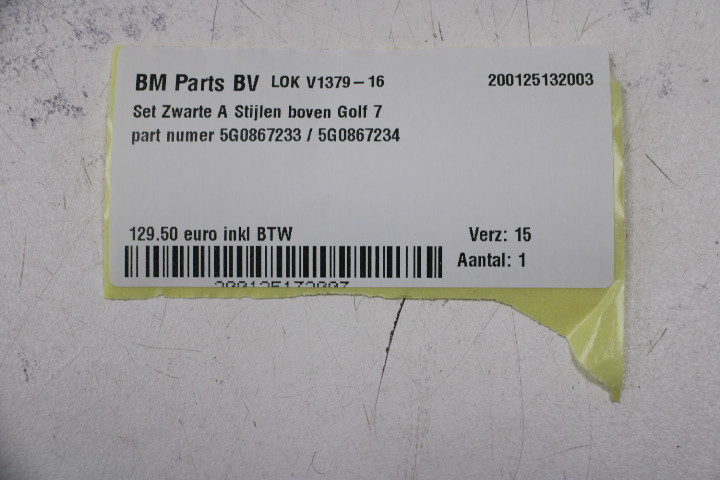 BM Parts BV LOK V1379-16 200125132003
Set Zwarte A Stijlen boven Golf 7
part numer 5G0867233 / 5G0867234
129.50 euro inkl BTW Verz: 15
Aantal: 1